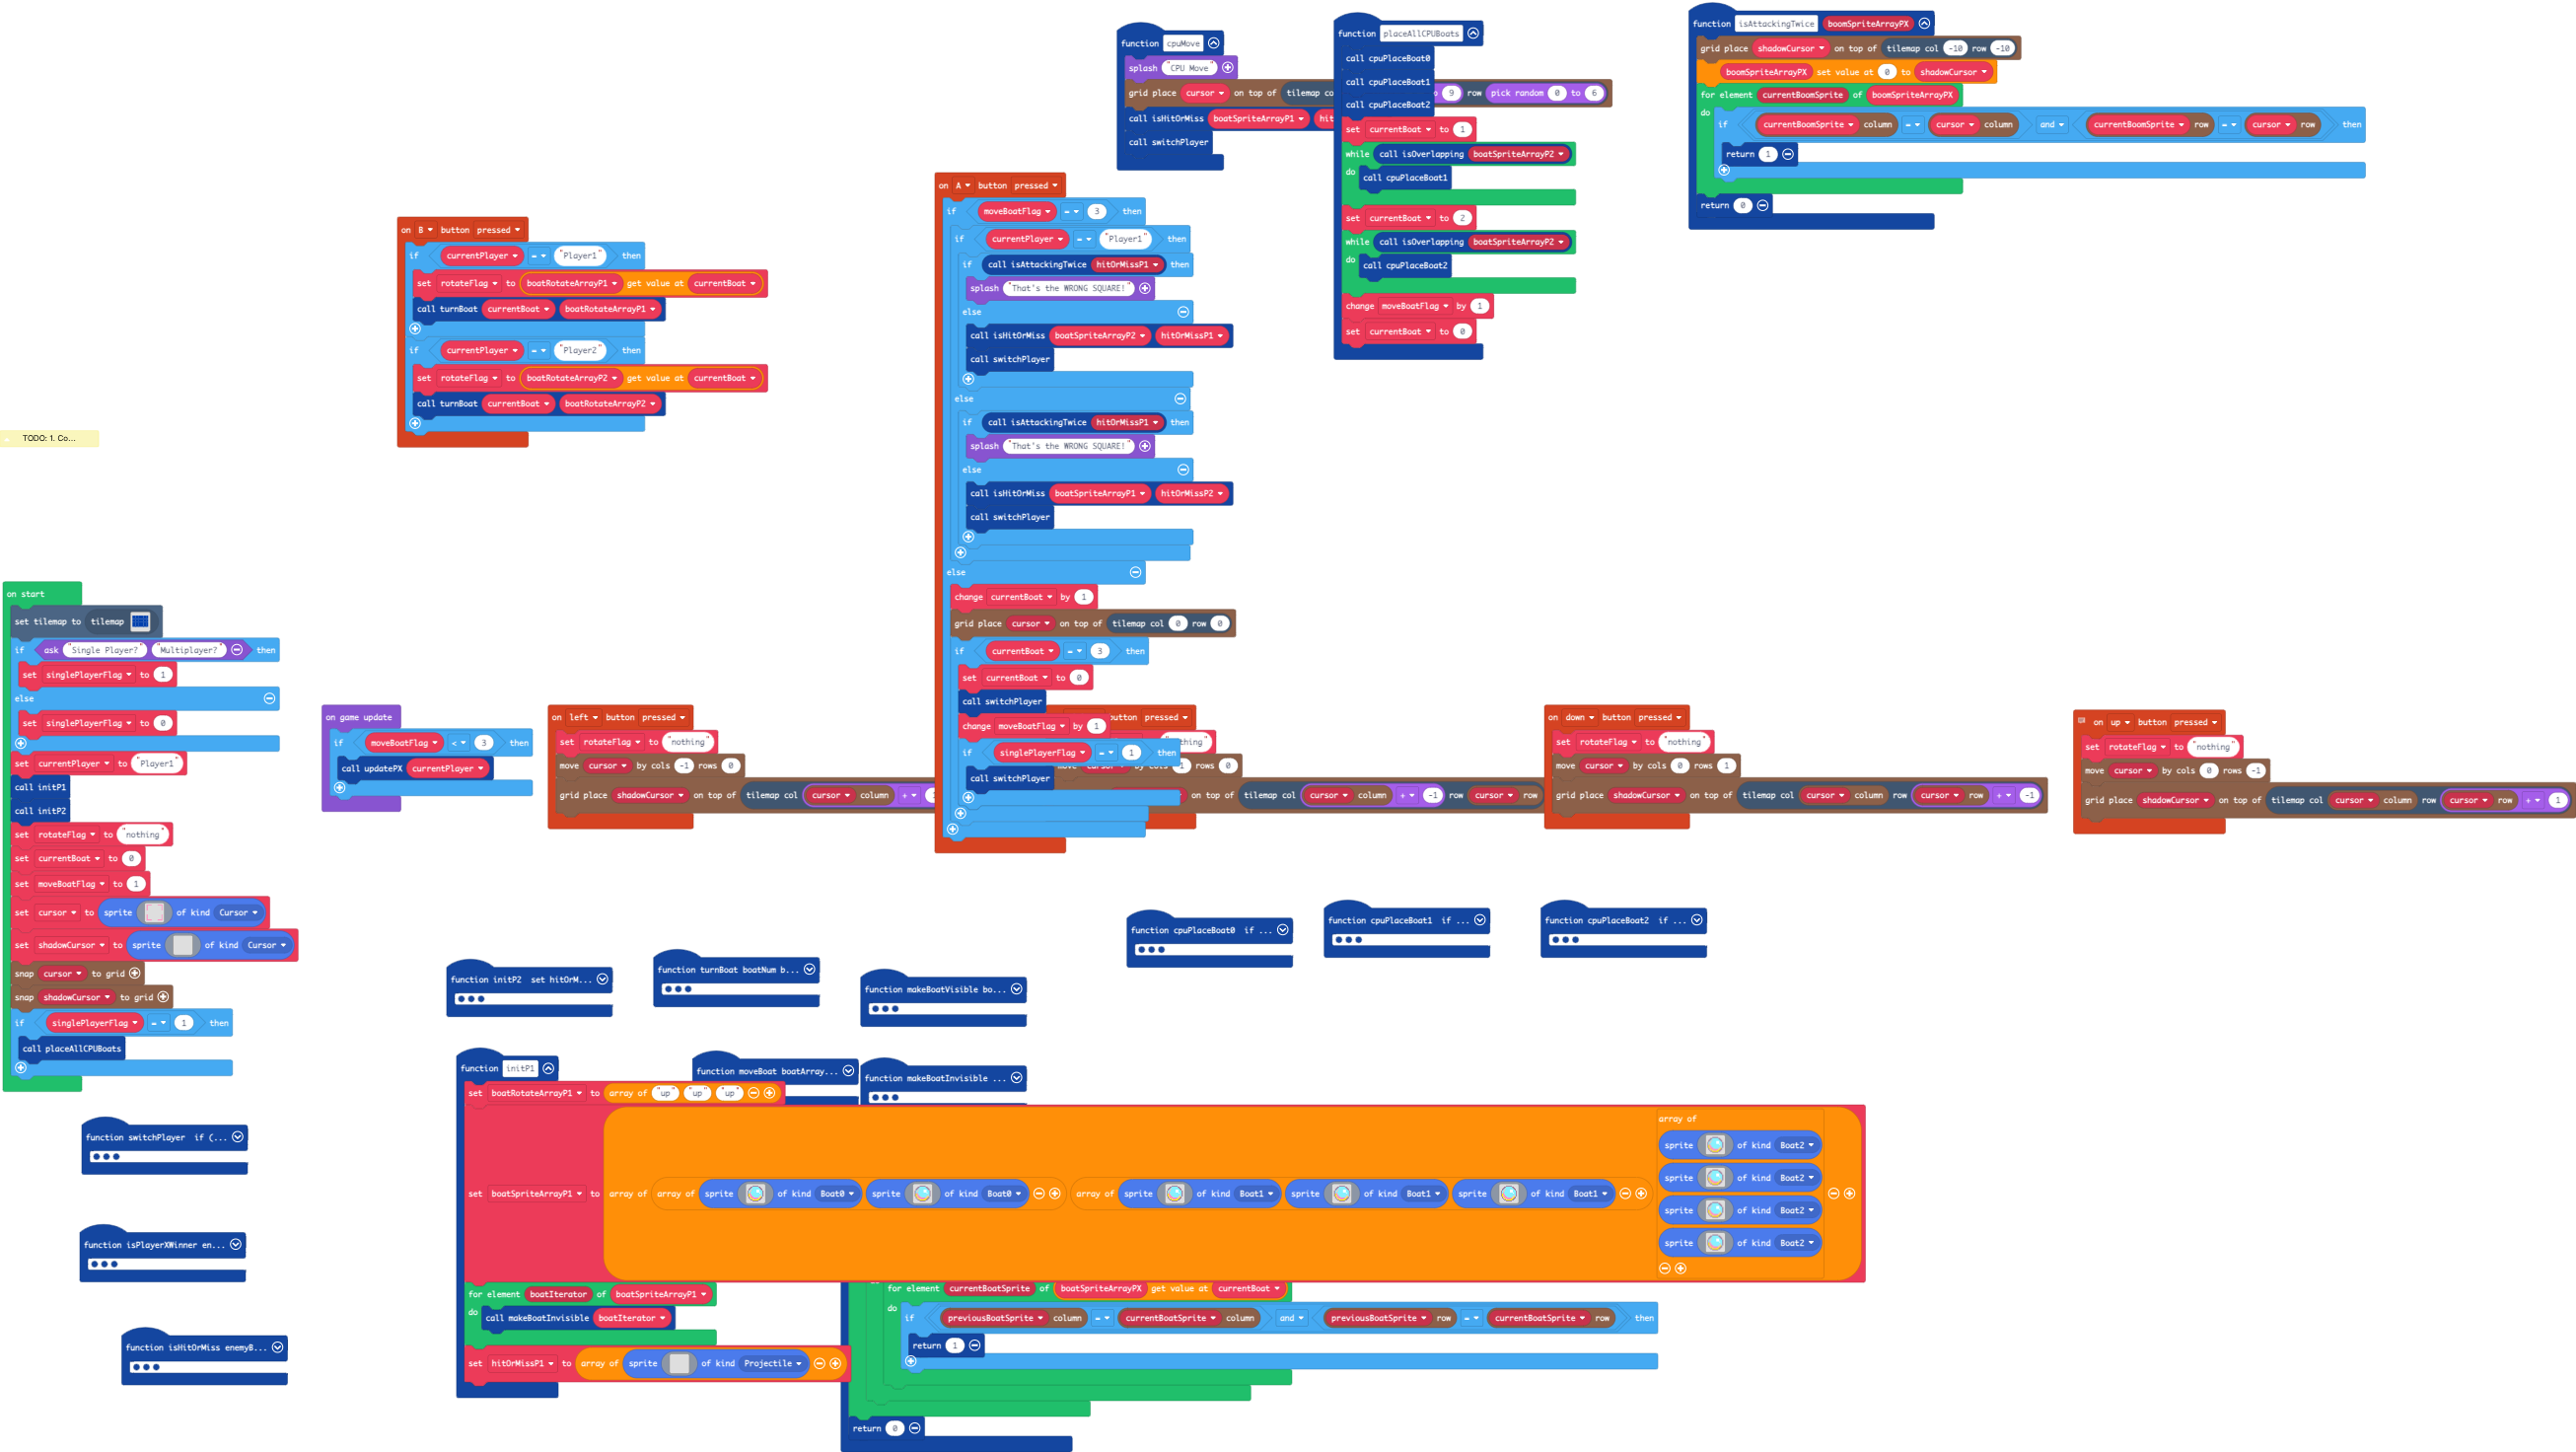 function cpuMove
splash "CPU Move"
grid place cursor on top of tilemap co 9 row pick random 0 to 6
call isHitOrMiss boatSpriteArrayP1 hit
call switchPlayer
function placeAllCPUBoats
call cpuPlaceBoat0
call cpuPlaceBoat1
call cpuPlaceBoat2
set currentBoat to 1
while call isOverlapping boatSpriteArrayP2
do call cpuPlaceBoat1
set currentBoat to 2
while call isOverlapping boatSpriteArrayP2
do call cpuPlaceBoat2
change moveBoatFlag by 1
set currentBoat to 0
function isAttackingTwice boomSpriteArrayPX
grid place shadowCursor on top of tilemap col -10 row -10
boomSpriteArrayPX set value at 0 to shadowCursor
for element currentBoomSprite of boomSpriteArrayPX
do
if currentBoomSprite column = cursor column and currentBoomSprite row = cursor row then
return 1
return 0
on B button pressed
if currentPlayer = "Player1" then
set rotateFlag to boatRotateArrayP1 get value at currentBoat
call turnBoat currentBoat boatRotateArrayP1
if currentPlayer = "Player2" then
set rotateFlag to boatRotateArrayP2 get value at currentBoat
call turnBoat currentBoat boatRotateArrayP2
TODO: 1. Co...
on A button pressed
if moveBoatFlag = 3 then
if currentPlayer = "Player1" then
if call isAttackingTwice hitOrMissP1 then
splash "That's the WRONG SQUARE!"
else
call isHitOrMiss boatSpriteArrayP2 hitOrMissP1
call switchPlayer
else
if call isAttackingTwice hitOrMissP1 then
splash "That's the WRONG SQUARE!"
else
call isHitOrMiss boatSpriteArrayP1 hitOrMissP2
call switchPlayer
else
change currentBoat by 1
grid place cursor on top of tilemap col 0 row 0
if currentBoat = 3 then
set currentBoat to 0
call switchPlayer
change moveBoatFlag by 1
if singlePlayerFlag = 1 then
call switchPlayer
on start
set tilemap to tilemap
if ask "Single Player?" "Multiplayer?" then
set singlePlayerFlag to 1
else
set singlePlayerFlag to 0
set currentPlayer to "Player1"
call initP1
call initP2
set rotateFlag to "nothing"
set currentBoat to 0
set moveBoatFlag to 1
set cursor to sprite of kind Cursor
set shadowCursor to sprite of kind Cursor
snap cursor to grid
snap shadowCursor to grid
if singlePlayerFlag = 1 then
call placeAllCPUBoats
on game update
if moveBoatFlag < 3 then
call updatePX currentPlayer
on left button pressed
set rotateFlag to "nothing"
move cursor by cols -1 rows 0
grid place shadowCursor on top of tilemap col cursor column +
button pressed
rows 0
on top of tilemap col cursor column + -1 row cursor row
on down button pressed
set rotateFlag to "nothing"
move cursor by cols 0 rows 1
grid place shadowCursor on top of tilemap col cursor column row cursor row + -1
on up button pressed
set rotateFlag to "nothing"
move cursor by cols 0 rows -1
grid place shadowCursor on top of tilemap col cursor column row cursor row + 1
function cpuPlaceBoat0 if ...
function cpuPlaceBoat1 if ...
function cpuPlaceBoat2 if ...
function initP2 set hitOrM...
function turnBoat boatNum b...
function makeBoatVisible bo...
function moveBoat boatArray...
function makeBoatInvisible ...
function switchPlayer if (...
function isPlayerXWinner en...
function isHitOrMiss enemyB...
function initP1
set boatRotateArrayP1 to array of "up" "up" "up"
set boatSpriteArrayP1 to array of array of sprite of kind Boat0 sprite of kind Boat0 array of sprite of kind Boat1 sprite of kind Boat1 sprite of kind Boat1
array of
sprite of kind Boat2
sprite of kind Boat2
sprite of kind Boat2
sprite of kind Boat2
for element boatIterator of boatSpriteArrayP1
do call makeBoatInvisible boatIterator
set hitOrMissP1 to array of sprite of kind Projectile
for element currentBoatSprite of boatSpriteArrayPX get value at currentBoat
do
if previousBoatSprite column = currentBoatSprite column and previousBoatSprite row = currentBoatSprite row then
return 1
return 0